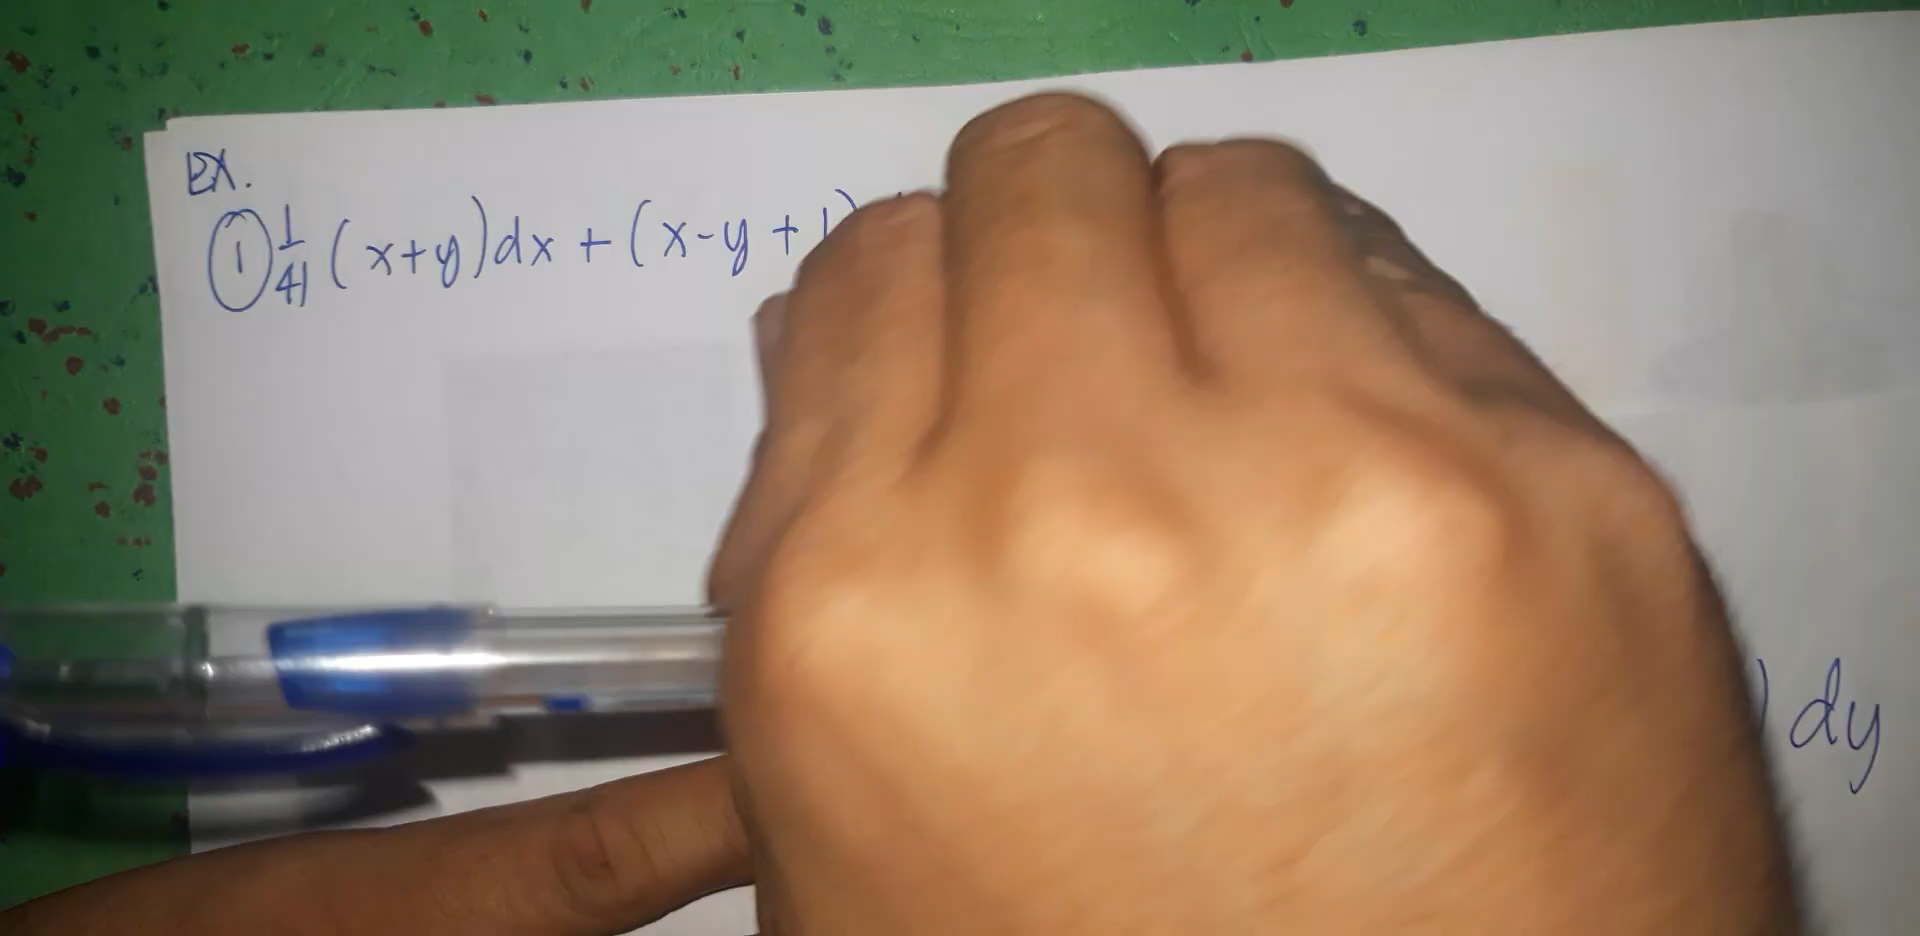 EX.
① 1/4 (x+y)dx + (x-y+1)
) dy